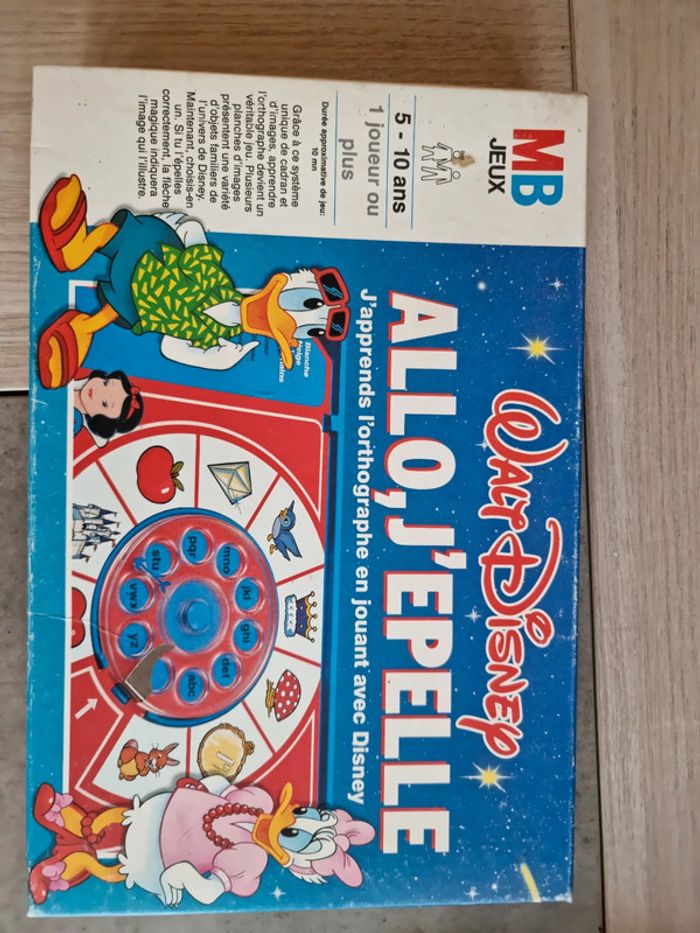 MB
JEUX
5 - 10 ans
1 joueur ou
plus
Durée approximative de jeu:
10 mn
Grâce à ce système
unique de cadran et
d'images, apprendre
l'orthographe devient un
véritable jeu. Plusieurs
planches d'images
présentent une variété
d'objets familiers de
l'univers de Disney.
Maintenant, choisis-en
un. Si tu l'épelles
correctement, la flèche
magique indiquera
l'image qui l'illustre.
WALT DISNEY
ALLO, J'EPELLE
J'apprends l'orthographe en jouant avec Disney
Blanche
Neige
abc
def
ghi
jkl
mno
pqr
stu
vwx
yz